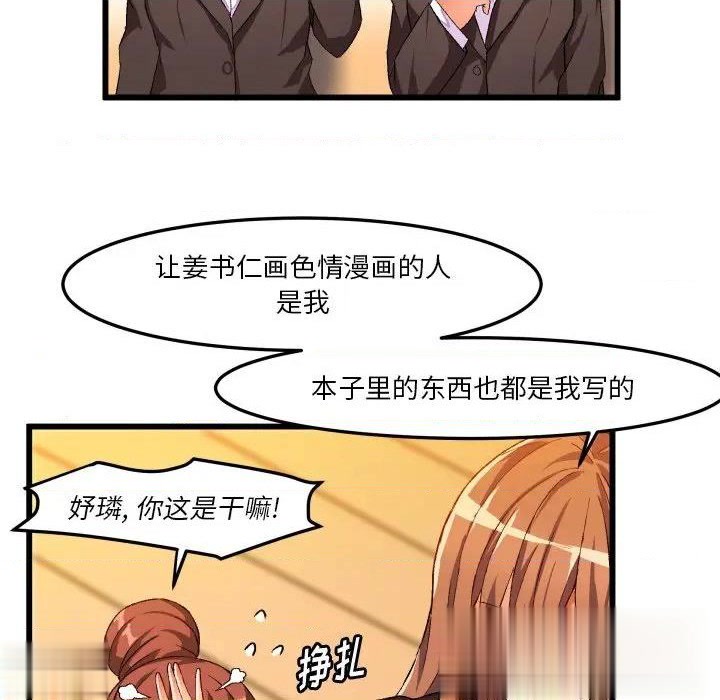 让姜书仁画色情漫画的人
是我
本子里的东西也都是我写的
妤璘, 你这是干嘛!
挣扎